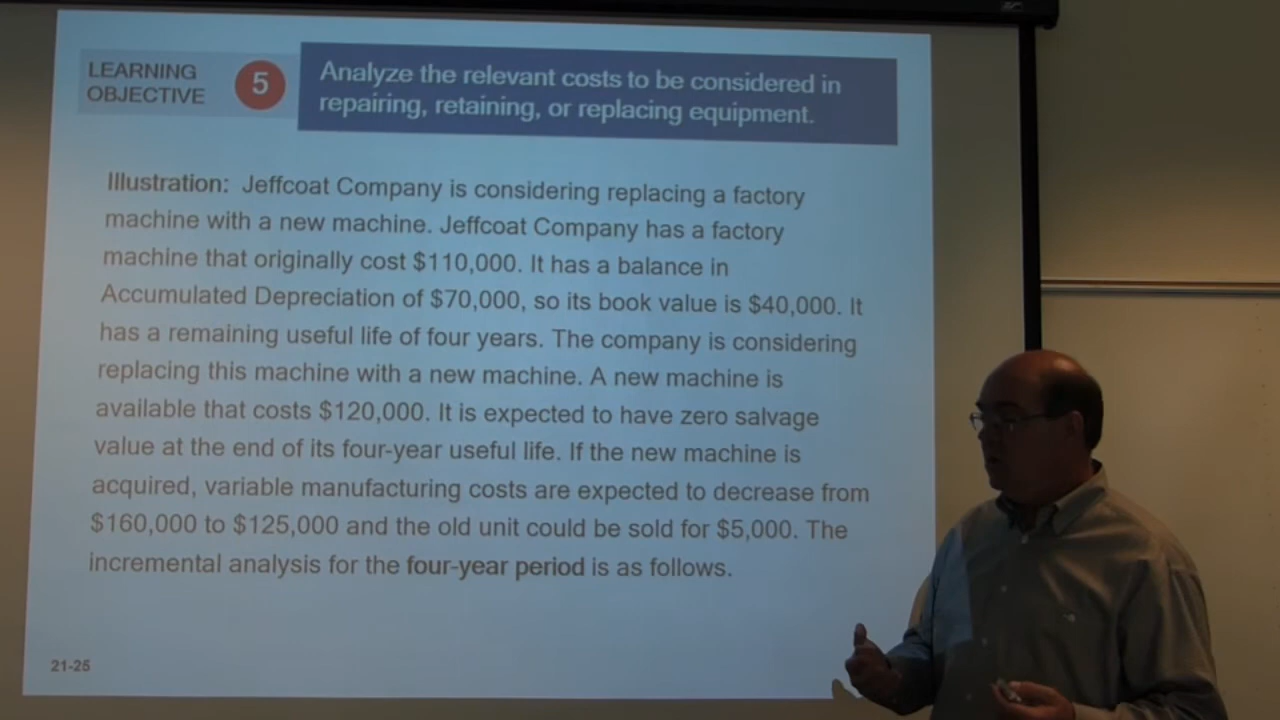 LEARNING
OBJECTIVE
5
Analyze the relevant costs to be considered in
repairing, retaining, or replacing equipment.
Illustration: Jeffcoat Company is considering replacing a factory
machine with a new machine. Jeffcoat Company has a factory
machine that originally cost $110,000. It has a balance in
Accumulated Depreciation of $70,000, so its book value is $40,000. It
has a remaining useful life of four years. The company is considering
replacing this machine with a new machine. A new machine is
available that costs $120,000. It is expected to have zero salvage
value at the end of its four-year useful life. If the new machine is
acquired, variable manufacturing costs are expected to decrease from
$160,000 to $125,000 and the old unit could be sold for $5,000. The
incremental analysis for the four-year period is as follows.
21-25